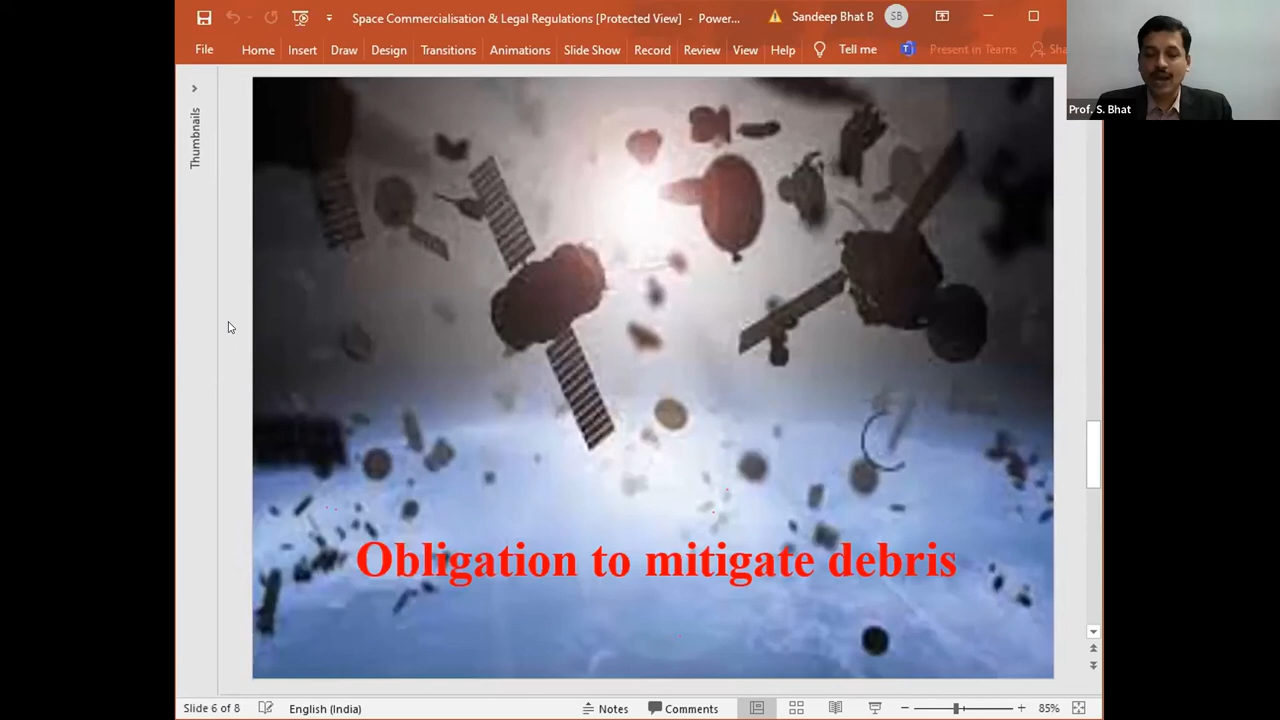 Space Commercialisation & Legal Regulations [Protected View] - Power...
Sandeep Bhat B
SB
File Home Insert Draw Design Transitions Animations Slide Show Record Review View Help Tell me Present in Teams Sha
Prof. S. Bhat
Thumbnails
Obligation to mitigate debris
Slide 6 of 8 English (India) Notes Comments 85%